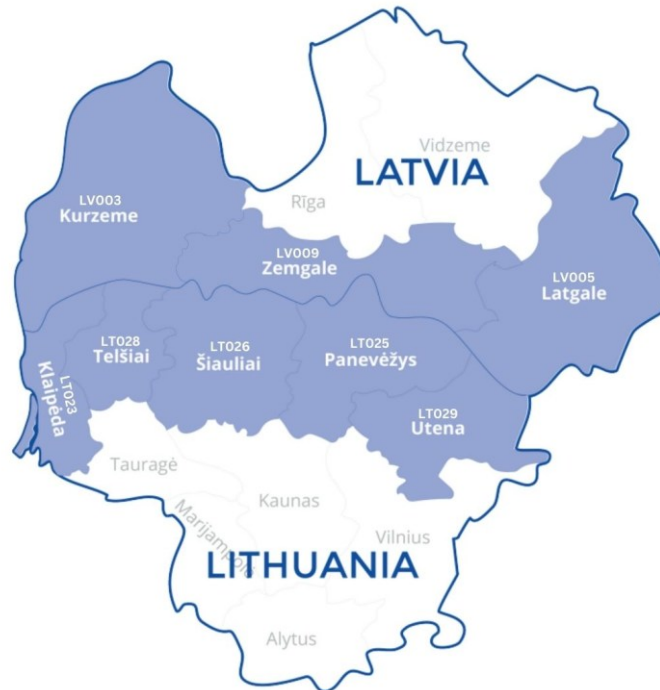 Vidzeme
LATVIA
Rīga
LV003
Kurzeme
LV009
Zemgale
LV005
Latgale
LT028
Telšiai
LT026
Šiauliai
LT025
Panevėžys
LT023
Klaipėda
LT029
Utena
Tauragė
Kaunas
Marijampolė
Vilnius
LITHUANIA
Alytus